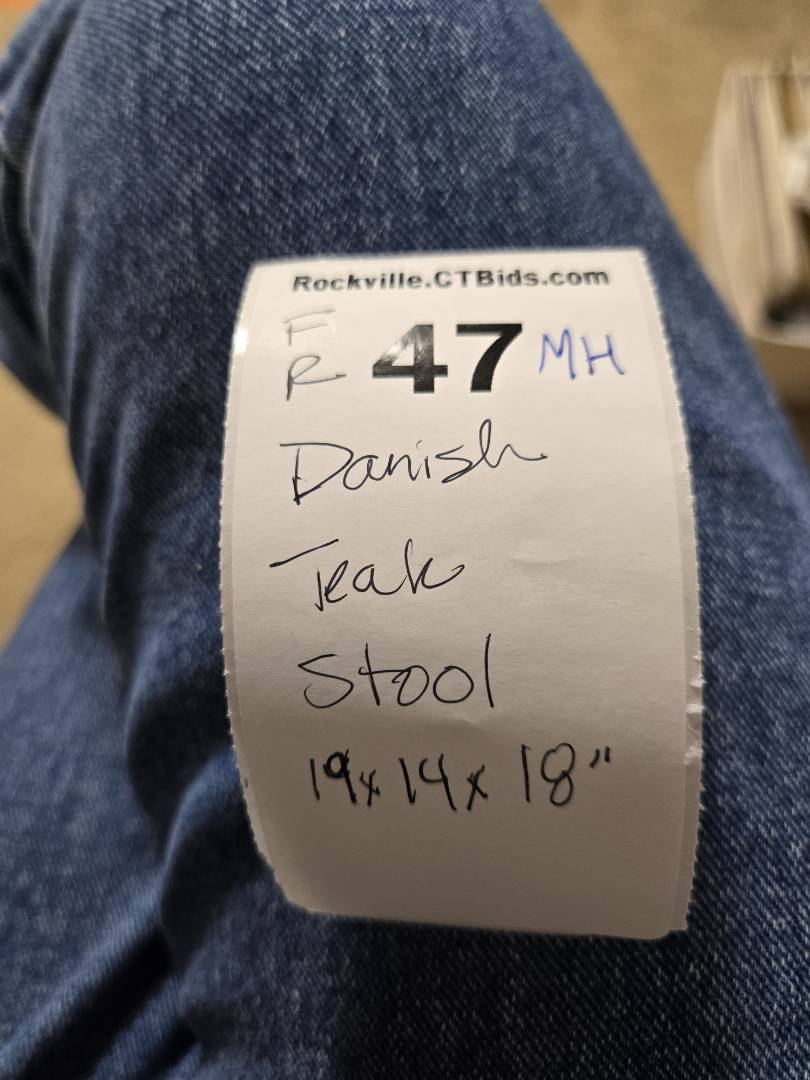 Rockville.CTBids.com
F
R 47 MH
Danish
Teak
Stool
19x14x18"